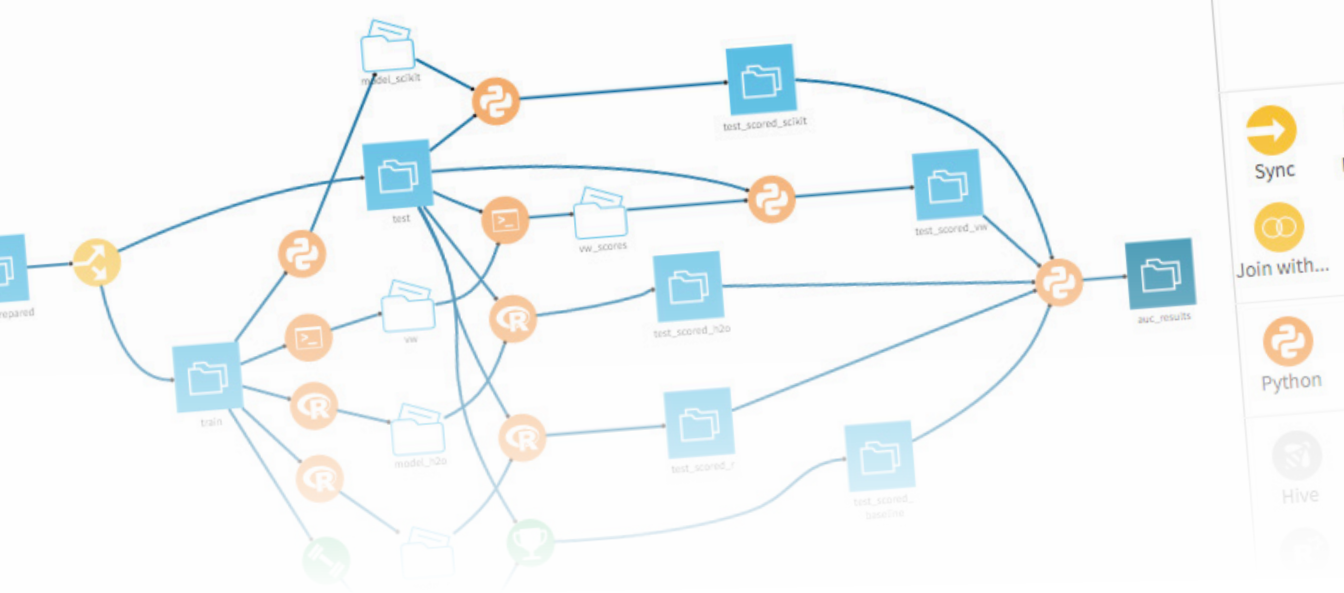 model_scikit
test_scored_scikit
Sync
test
test_scored_vw
vw_scores
Join with...
repared
auc_results
test_scored_h2o
vw
Python
train
model_h2o
test_scored_r
Hive
test_scored_
baseline